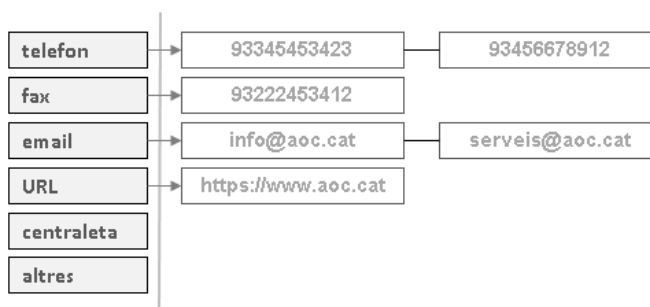 telefon 93345453423 93456678912
fax 93222453412
email info@aoc.cat serveis@aoc.cat
URL https://www.aoc.cat
centraleta
altres